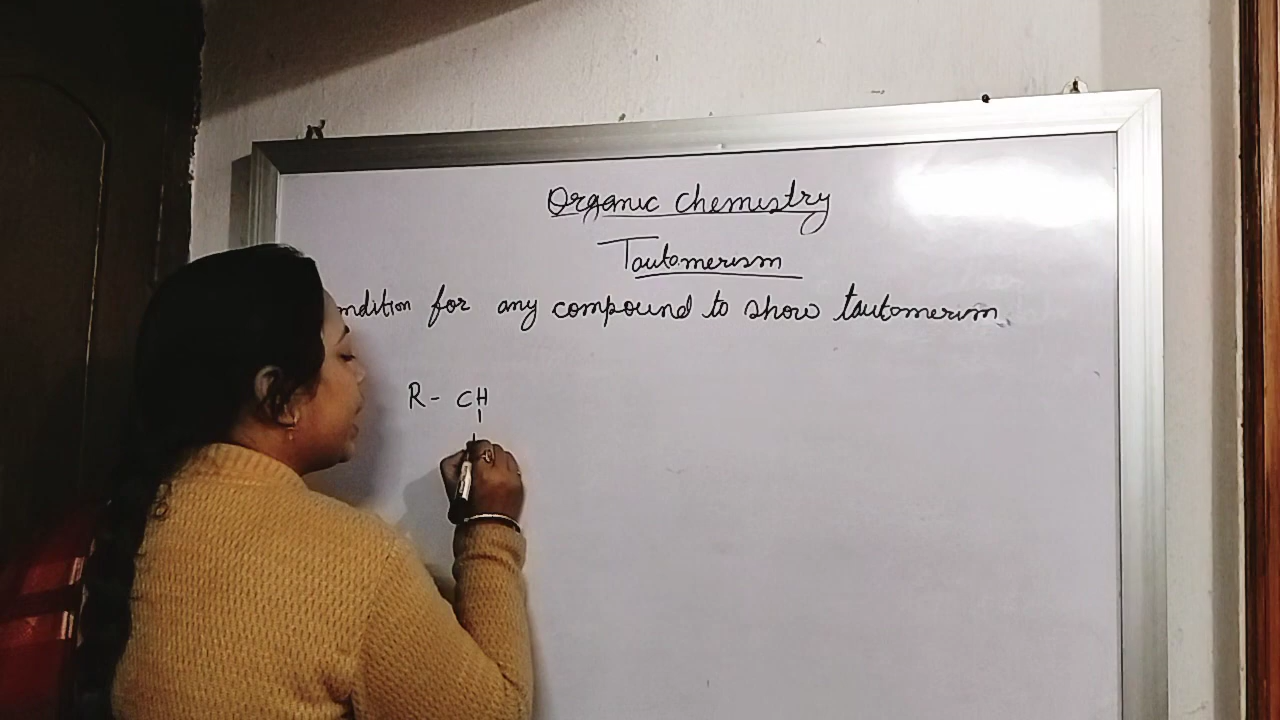 Organic Chemistry
Tautomerism
ndition for any compound to show tautomerism
R - CH